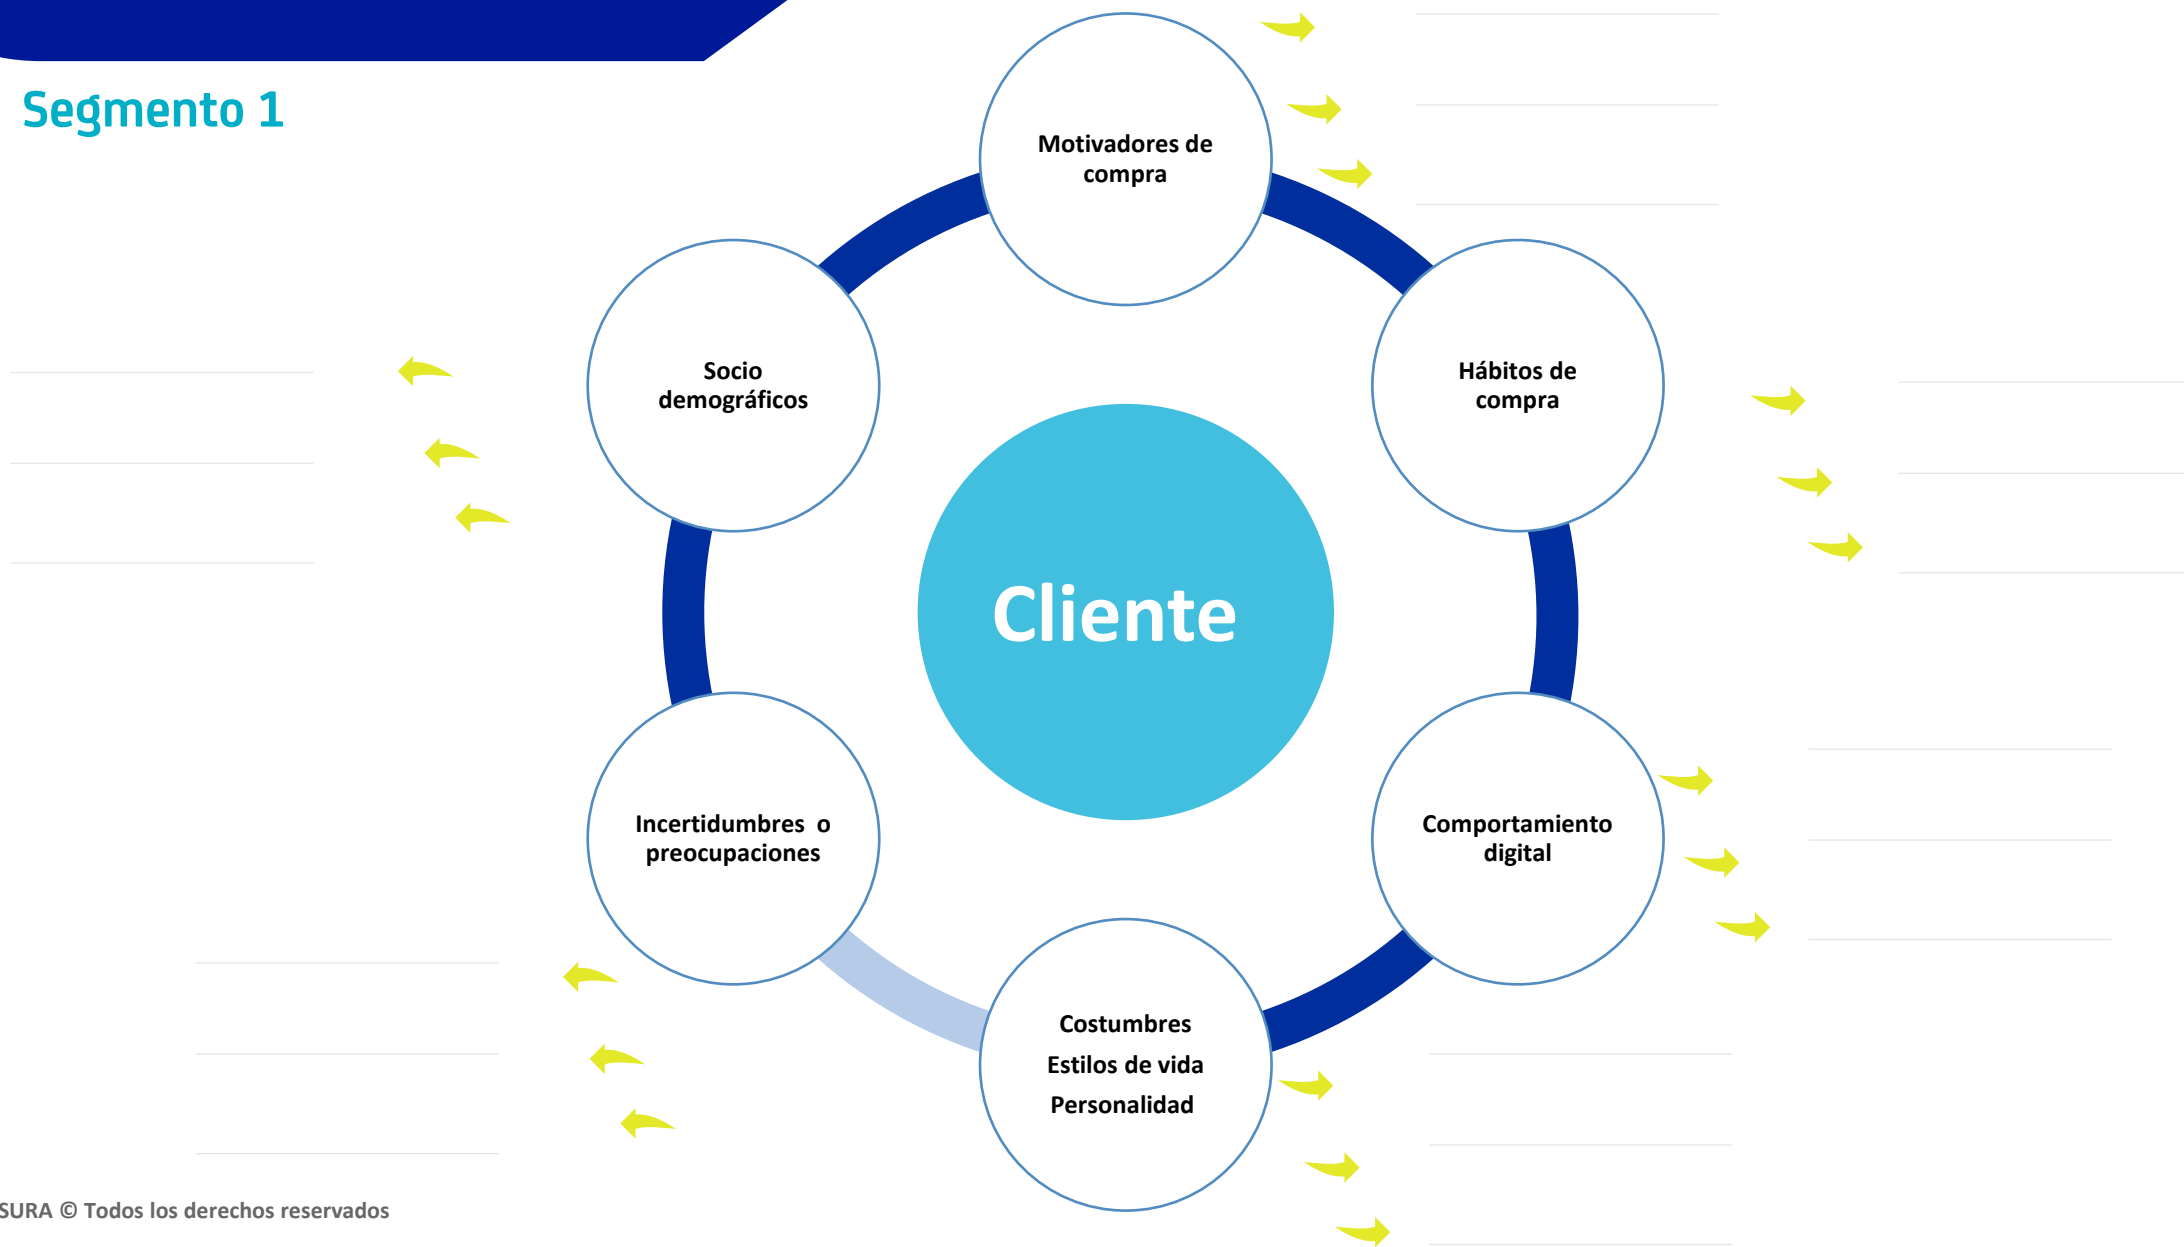 Segmento 1
Motivadores de
compra
Socio
demográficos
Hábitos de
compra
Cliente
Incertidumbres o
preocupaciones
Comportamiento
digital
Costumbres
Estilos de vida
Personalidad
SURA © Todos los derechos reservados